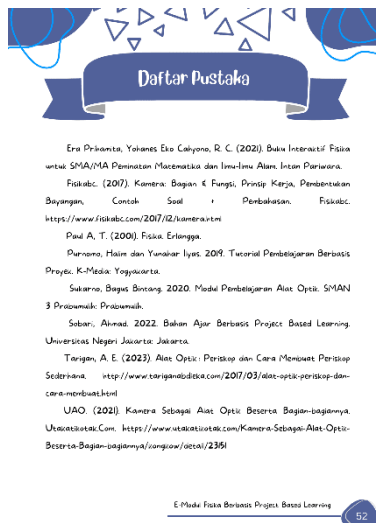 Daftar Pustaka
Era Prihamita, Yohanes Eko Cahyono, R. C. (2021). Buku Interaktif Fisika
untuk SMA/MA Peminatan Matematika dan Ilmu-Ilmu Alam. Intan Pariwara.
Fisikabc. (2017). Kamera: Bagian & Fungsi, Prinsip Kerja, Pembentukan
Bayangan, Contoh Soal + Pembahasan. Fisikabc.
https://www.fisikabc.com/2017/12/kamera.html
Paul A, T. (2001). Fisika. Erlangga.
Purnomo, Halim dan Yunahar Ilyas. 2019. Tutorial Pembelajaran Berbasis
Proyek. K-Media: Yogyakarta.
Sukarno, Bagus Bintang. 2020. Modul Pembelajaran Alat Optik. SMAN
3 Prabumulih: Prabumulih.
Sobari, Ahmad. 2022. Bahan Ajar Berbasis Project Based Learning.
Universitas Negeri Jakarta: Jakarta.
Tarigan, A. E. (2023). Alat Optik : Periskop dan Cara Membuat Periskop
Sederhana. http://www.tariganabdieka.com/2017/03/alat-optik-periskop-dan-
cara-membuat.html
UAO. (2021). Kamera Sebagai Alat Optik Beserta Bagian-bagiannya.
Utakatikotak.Com. https://www.utakatikotak.com/Kamera-Sebagai-Alat-Optik-
Beserta-Bagian-bagiannya/kongkow/detail/23151
E-Modul Fisika Berbasis Project Based Learning
52